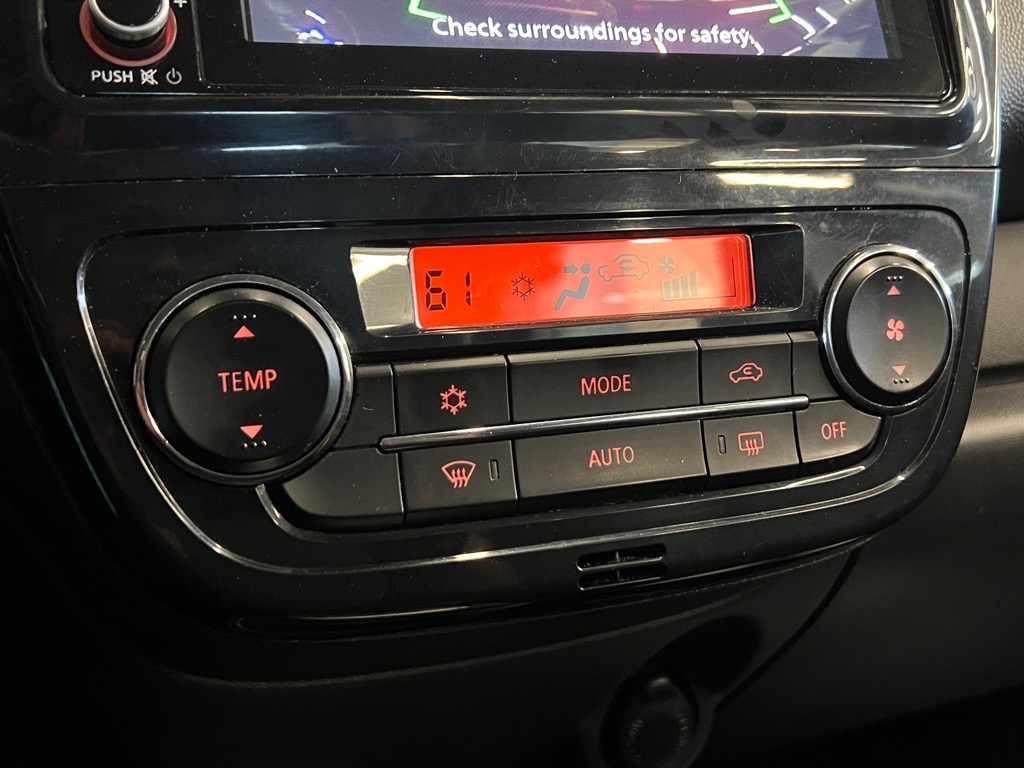 Check surroundings for safety.
PUSH
61
TEMP
MODE
AUTO
OFF